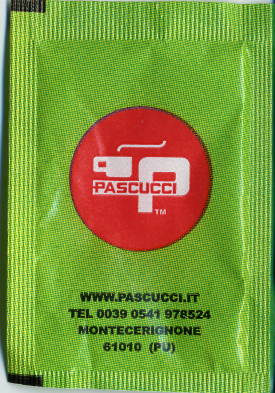 PASCUCCI
TM
WWW.PASCUCCI.IT
TEL 0039 0541 978524
MONTECERIGNONE
61010 (PU)